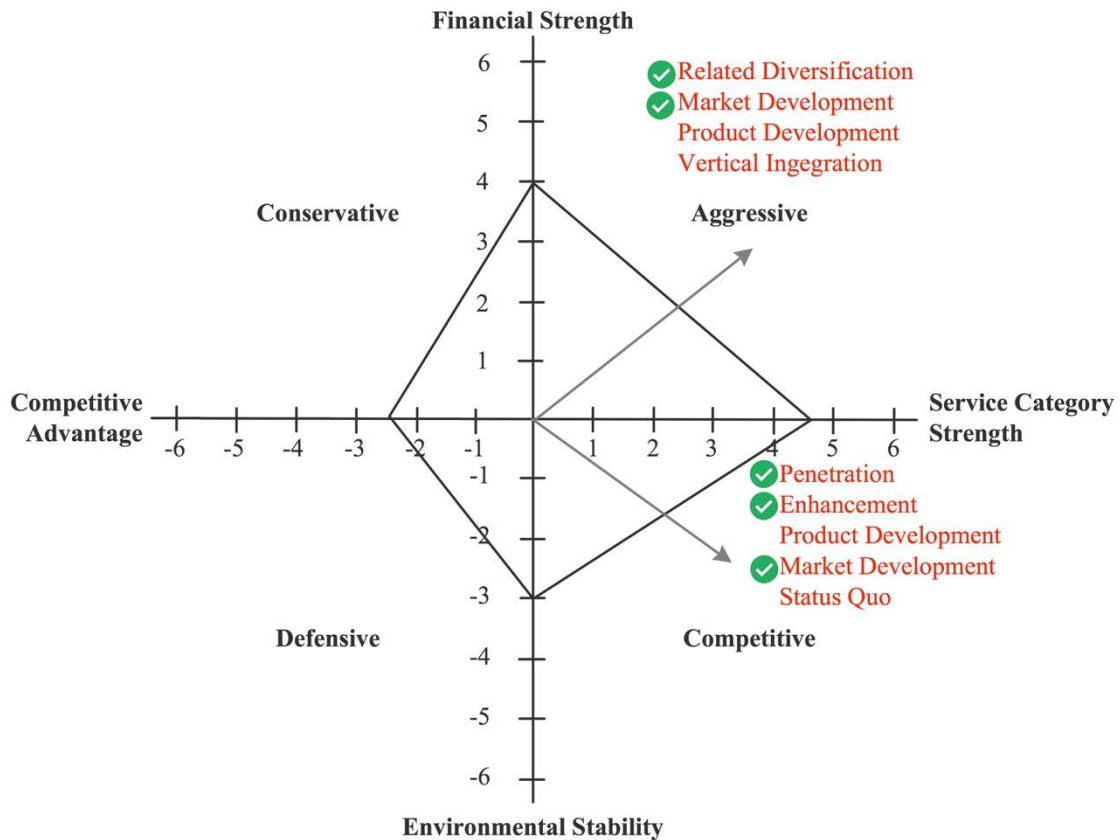 Financial Strength
6
Related Diversification
Market Development
5
Product Development
Vertical Ingegration
4
Conservative
Aggressive
3
2
1
Competitive
Advantage
Service Category
Strength
-6 -5 -4 -3 -2 -1 1 2 3 4 5 6
-1
Penetration
Enhancement
-2
Product Development
Market Development
-3
Status Quo
Defensive
Competitive
-4
-5
-6
Environmental Stability